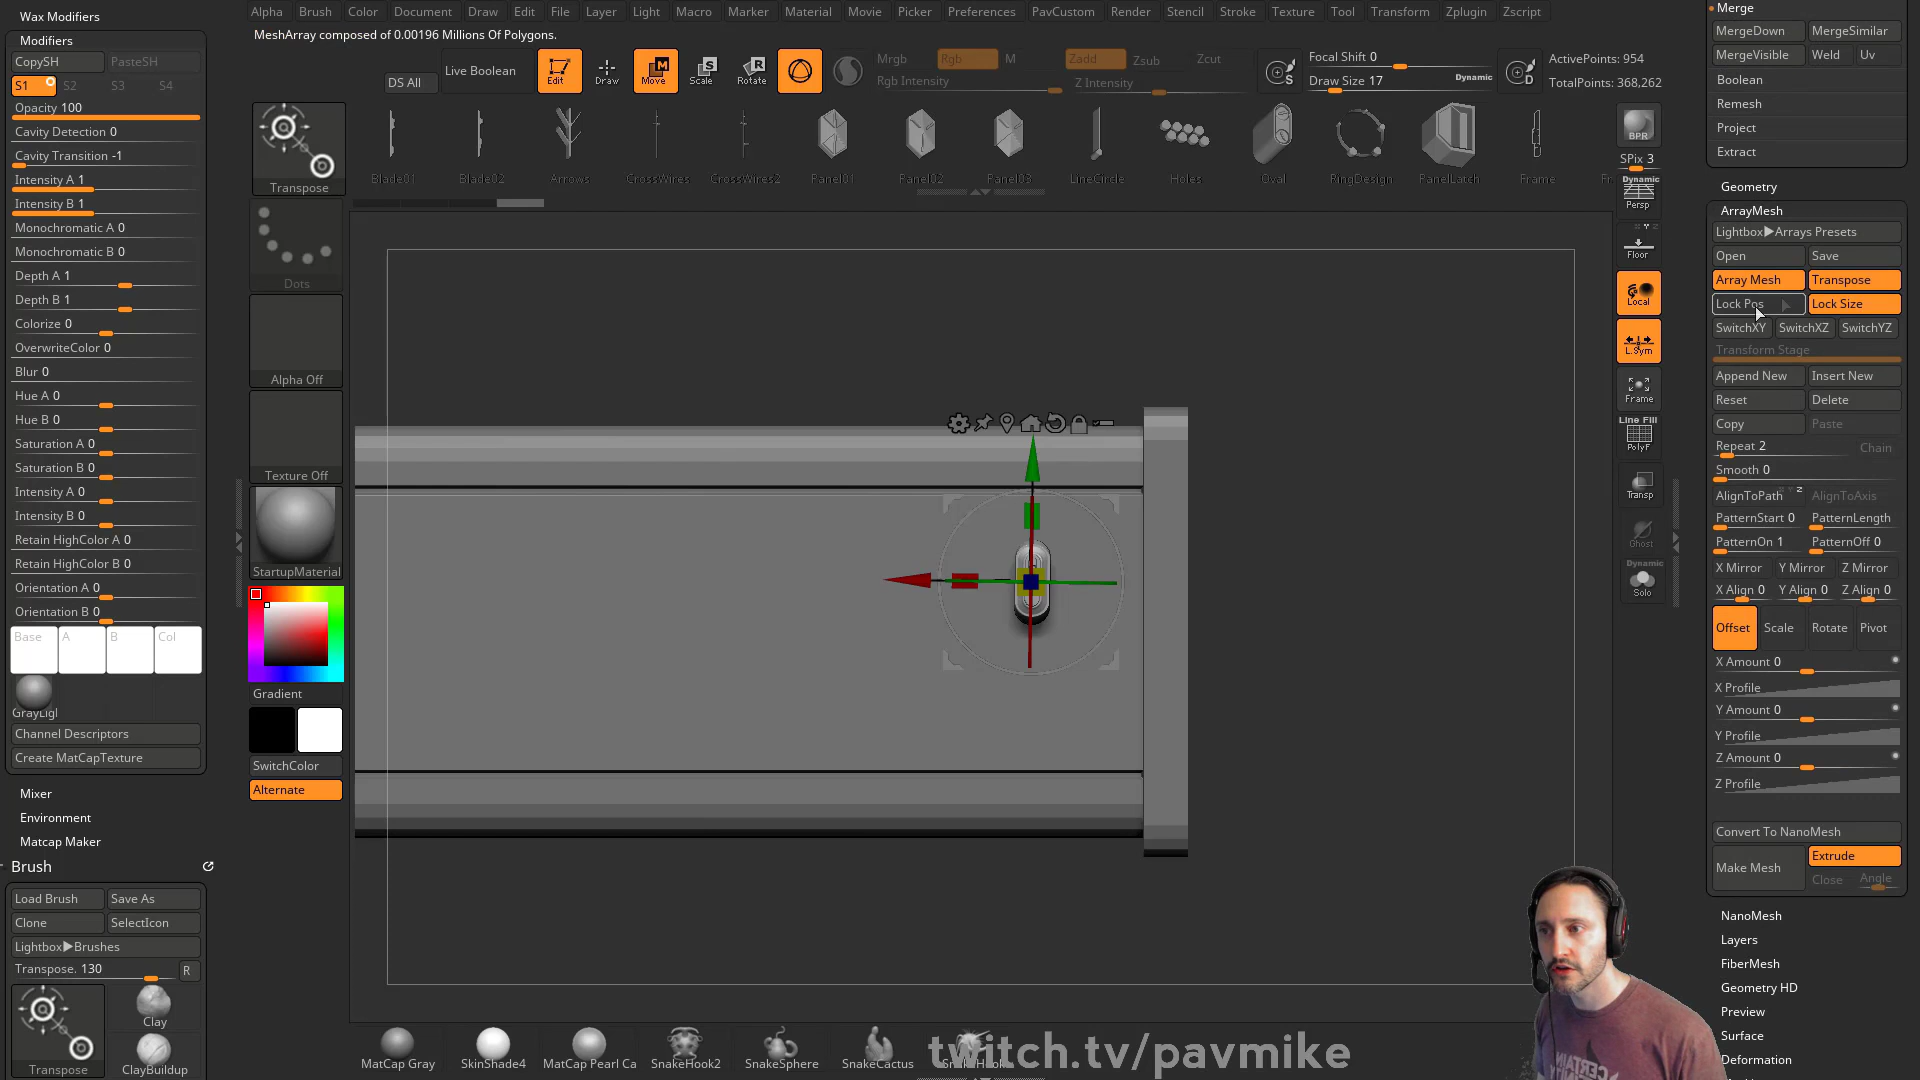 Alpha Brush Color Document Draw Edit File Layer Light Macro Marker Material Movie Picker Preferences PavCustom Render Stencil Stroke Texture Tool Transform Zplugin Zscript
MeshArray composed of 0.00196 Millions Of Polygons.
DS All
Live Boolean
Edit
Draw
Move
Scale
Rotate
Mrgb Rgb M
Rgb Intensity
Zadd Zsub Zcut
Z Intensity
Focal Shift 0
Draw Size 17
Dynamic
ActivePoints: 954
TotalPoints: 368,262
Blade01 Blade02 Arrows CrossWires CrossWires2 Panel01 Panel02 Panel03 LineCircle Holes Oval RingDesign PanelLatch Frame
Wax Modifiers
Modifiers
CopySH PasteSH
S1 S2 S3 S4
Opacity 100
Cavity Detection 0
Cavity Transition -1
Intensity A 1
Intensity B 1
Monochromatic A 0
Monochromatic B 0
Depth A 1
Depth B 1
Colorize 0
OverwriteColor 0
Blur 0
Hue A 0
Hue B 0
Saturation A 0
Saturation B 0
Intensity A 0
Intensity B 0
Retain HighColor A 0
Retain HighColor B 0
Orientation A 0
Orientation B 0
Base A B Col
GrayLigl
Channel Descriptors
Create MatCapTexture
Mixer
Environment
Matcap Maker
Brush
Load Brush Save As
Clone SelectIcon
Lightbox▶Brushes
Transpose. 130 R
Transpose
Clay
ClayBuildup
Transpose
Dots
Alpha Off
Texture Off
StartupMaterial
Gradient
SwitchColor
Alternate
BPR
SPix 3
Dynamic
Persp
Floor
Local
L.Sym
Frame
Line Fill
PolyF
Transp
Ghost
Dynamic
Solo
Merge
MergeDown MergeSimilar
MergeVisible Weld Uv
Boolean
Remesh
Project
Extract
Geometry
ArrayMesh
Lightbox▶Arrays Presets
Open Save
Array Mesh Transpose
Lock Pos Lock Size
SwitchXY SwitchXZ SwitchYZ
Transform Stage
Append New Insert New
Reset Delete
Copy Paste
Repeat 2 Chain
Smooth 0
AlignToPath AlignToAxis
PatternStart 0 PatternLength
PatternOn 1 PatternOff 0
X Mirror Y Mirror Z Mirror
X Align 0 Y Align 0 Z Align 0
Offset Scale Rotate Pivot
X Amount 0
X Profile
Y Amount 0
Y Profile
Z Amount 0
Z Profile
Convert To NanoMesh
Make Mesh Extrude
Close Angle
NanoMesh
Layers
FiberMesh
Geometry HD
Preview
Surface
Deformation
MatCap Gray SkinShade4 MatCap Pearl Ca SnakeHook2 SnakeSphere SnakeCactus
twitch.tv/pavmike